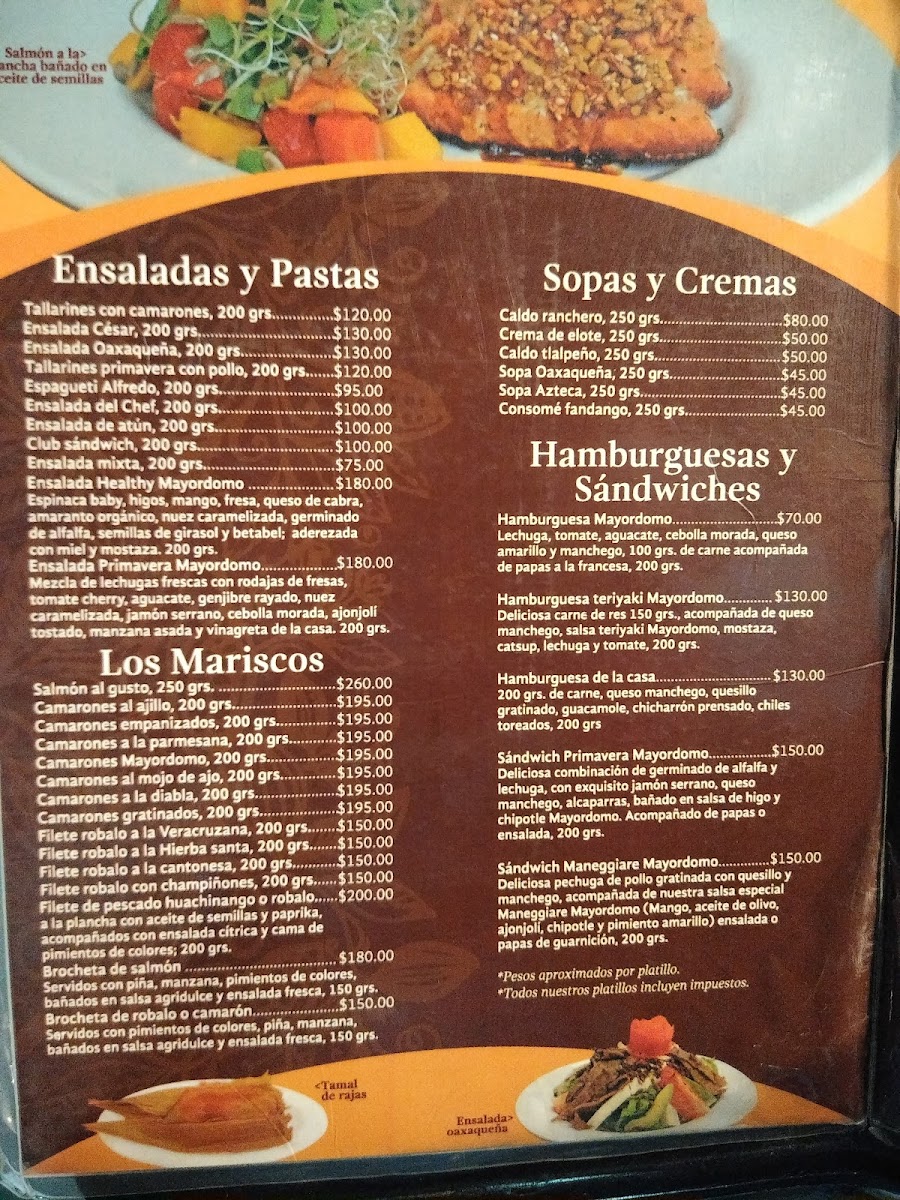 Salmón a la>
ancha bañado en
ceite de semillas
Ensaladas y Pastas
Tallarines con camarones, 200 grs..............$120.00
Ensalada César, 200 grs...............................$130.00
Ensalada Oaxaqueña, 200 grs.....................$130.00
Tallarines primavera con pollo, 200 grs......$120.00
Espagueti Alfredo, 200 grs..........................$95.00
Ensalada del Chef, 200 grs..........................$100.00
Ensalada de atún, 200 grs...........................$100.00
Club sándwich, 200 grs...............................$100.00
Ensalada mixta, 200 grs..............................$75.00
Ensalada Healthy Mayordomo ....................$180.00
Espinaca baby, higos, mango, fresa, queso de cabra,
amaranto orgánico, nuez caramelizada, germinado
de alfalfa, semillas de girasol y betabel; aderezada
con miel y mostaza. 200 grs.
Ensalada Primavera Mayordomo.................$180.00
Mezcla de lechugas frescas con rodajas de fresas,
tomate cherry, aguacate, genjibre rayado, nuez
caramelizada, jamón serrano, cebolla morada, ajonjolí
tostado, manzana asada y vinagreta de la casa. 200 grs.
Los Mariscos
Salmón al gusto, 250 grs. ...........................$260.00
Camarones al ajillo, 200 grs........................$195.00
Camarones empanizados, 200 grs..............$195.00
Camarones a la parmesana, 200 grs...........$195.00
Camarones Mayordomo, 200 grs................$195.00
Camarones al mojo de ajo, 200 grs.............$195.00
Camarones a la diabla, 200 grs...................$195.00
Camarones gratinados, 200 grs..................$195.00
Filete robalo a la Veracruzana, 200 grs.......$150.00
Filete robalo a la Hierba santa, 200 grs.......$150.00
Filete robalo a la cantonesa, 200 grs...........$150.00
Filete robalo con champiñones, 200 grs......$150.00
Filete de pescado huachinango o robalo.....$200.00
a la plancha con aceite de semillas y paprika,
acompañados con ensalada cítrica y cama de
pimientos de colores; 200 grs.
Brocheta de salmón ...................................$180.00
Servidos con piña, manzana, pimientos de colores,
bañados en salsa agridulce y ensalada fresca, 150 grs.
Brocheta de robalo o camarón....................$150.00
Servidos con pimientos de colores, piña, manzana,
bañados en salsa agridulce y ensalada fresca, 150 grs.
<Tamal
de rajas
Sopas y Cremas
Caldo ranchero, 250 grs............................$80.00
Crema de elote, 250 grs............................$50.00
Caldo tlalpeño, 250 grs.............................$50.00
Sopa Oaxaqueña, 250 grs..........................$45.00
Sopa Azteca, 250 grs.................................$45.00
Consomé fandango, 250 grs......................$45.00
Hamburguesas y
Sándwiches
Hamburguesa Mayordomo........................$70.00
Lechuga, tomate, aguacate, cebolla morada, queso
amarillo y manchego, 100 grs. de carne acompañada
de papas a la francesa, 200 grs.
Hamburguesa teriyaki Mayordomo............$130.00
Deliciosa carne de res 150 grs., acompañada de queso
manchego, salsa teriyaki Mayordomo, mostaza,
catsup, lechuga y tomate, 200 grs.
Hamburguesa de la casa............................$130.00
200 grs. de carne, queso manchego, quesillo
gratinado, guacamole, chicharrón prensado, chiles
toreados, 200 grs
Sándwich Primavera Mayordomo...............$150.00
Deliciosa combinación de germinado de alfalfa y
lechuga, con exquisito jamón serrano, queso
manchego, alcaparras, bañado en salsa de higo y
chipotle Mayordomo. Acompañado de papas o
ensalada, 200 grs.
Sándwich Maneggiare Mayordomo.............$150.00
Deliciosa pechuga de pollo gratinada con quesillo y
manchego, acompañada de nuestra salsa especial
Maneggiare Mayordomo (Mango, aceite de olivo,
ajonjolí, chipotle y pimiento amarillo) ensalada o
papas de guarnición, 200 grs.
*Pesos aproximados por platillo.
*Todos nuestros platillos incluyen impuestos.
Ensalada>
oaxaqueña